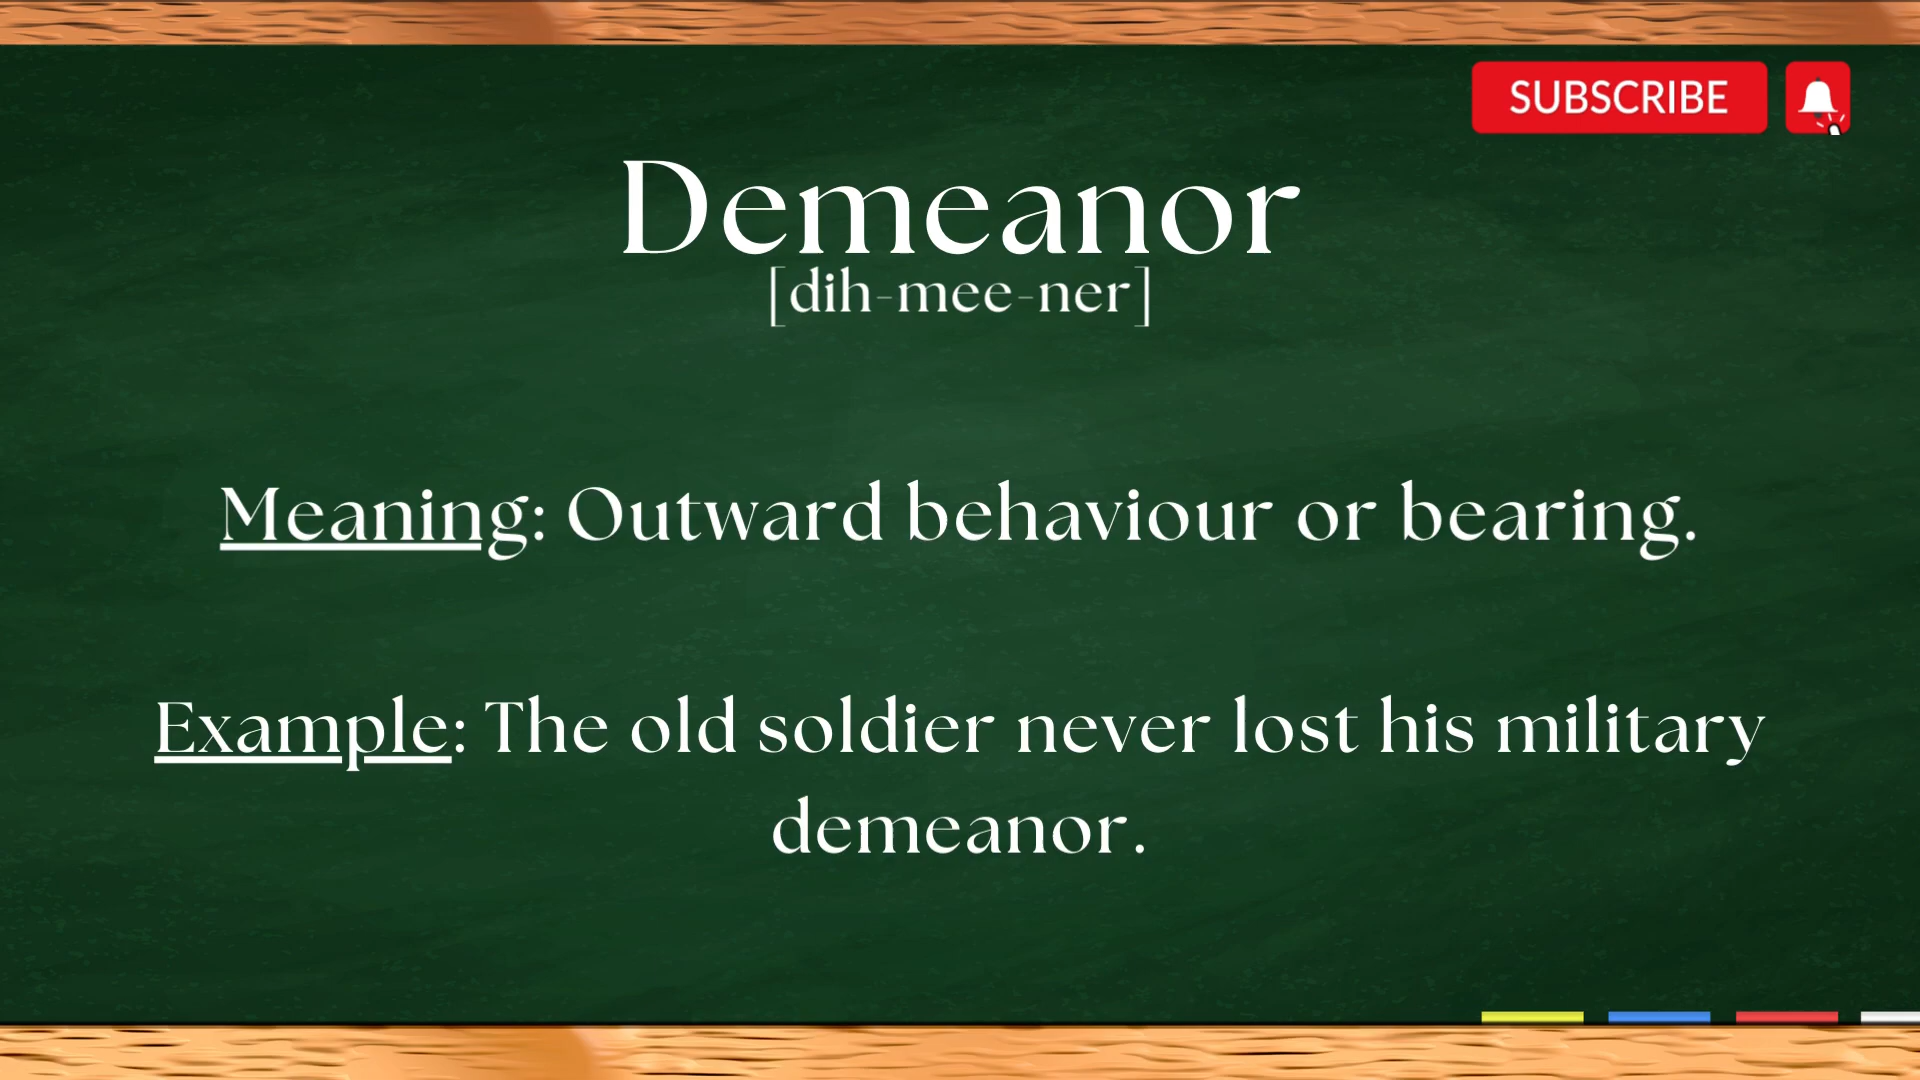 SUBSCRIBE
Demeanor
[dih-mee-ner]
Meaning: Outward behaviour or bearing.
Example: The old soldier never lost his military
demeanor.